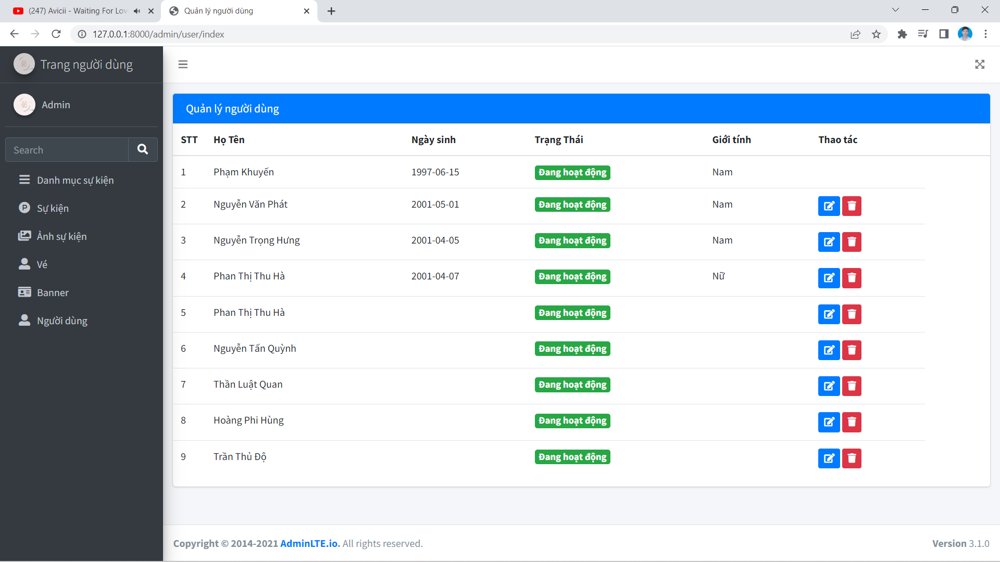 (247) Avicii - Waiting For Lov
Quản lý người dùng
127.0.0.1:8000/admin/user/index
Trang người dùng
Admin
Search
Danh mục sự kiện
Sự kiện
Ảnh sự kiện
Vé
Banner
Người dùng
Quản lý người dùng
STT Họ Tên Ngày sinh Trạng Thái Giới tính Thao tác
1 Phạm Khuyến 1997-06-15 Đang hoạt động Nam
2 Nguyễn Văn Phát 2001-05-01 Đang hoạt động Nam
3 Nguyễn Trọng Hưng 2001-04-05 Đang hoạt động Nam
4 Phan Thị Thu Hà 2001-04-07 Đang hoạt động Nữ
5 Phan Thị Thu Hà Đang hoạt động
6 Nguyễn Tấn Quỳnh Đang hoạt động
7 Thần Luật Quan Đang hoạt động
8 Hoàng Phi Hùng Đang hoạt động
9 Trần Thủ Độ Đang hoạt động
Copyright © 2014-2021 AdminLTE.io. All rights reserved.
Version 3.1.0